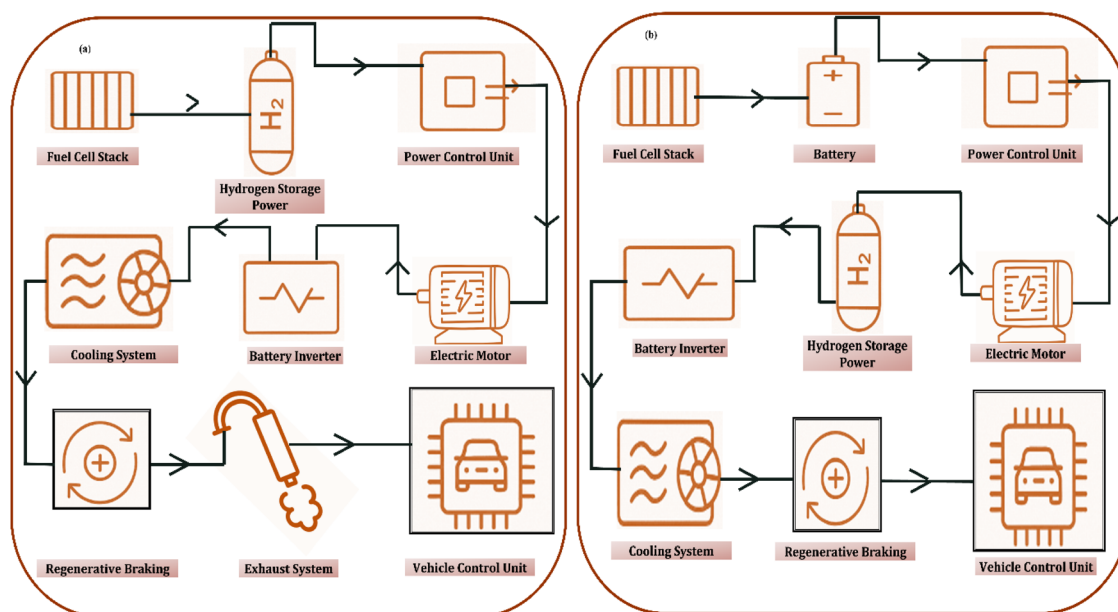 (a)
H2
Fuel Cell Stack
Hydrogen Storage
Power
Power Control Unit
Cooling System
Battery Inverter
Electric Motor
Regenerative Braking
Exhaust System
Vehicle Control Unit
(b)
+
−
Fuel Cell Stack
Battery
Power Control Unit
H2
Battery Inverter
Hydrogen Storage
Power
Electric Motor
Cooling System
Regenerative Braking
Vehicle Control Unit